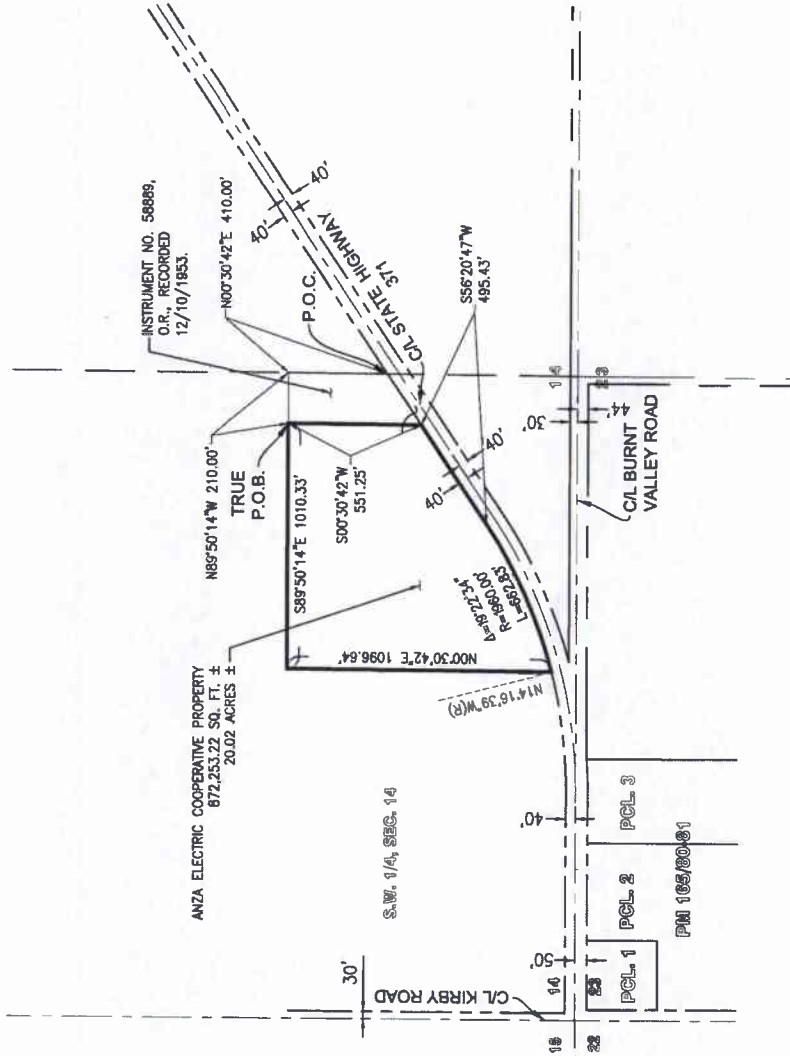 INSTRUMENT NO. 58889,
O.R., RECORDED
12/10/1953.
N00°30'42"E 410.00'
40'
40'
P.O.C.
C/L STATE HIGHWAY
371
S56°20'47"W
495.43'
N89°50'14"W 210.00'
TRUE
P.O.B.
S00°30'42"W
551.25'
S89°50'14"E 1010.33'
40'
40'
ANZA ELECTRIC COOPERATIVE PROPERTY
872,253.22 SQ. FT. ±
20.02 ACRES ±
N00°30'42"E 1096.64'
Δ=19°22'34"
R=1960.00'
L=662.83'
N14°16'39"W(R)
14
23
30'
44'
C/L BURNT
VALLEY ROAD
S.W. 1/4, SEC. 14
40'
PCL. 3
PCL. 2
PCL. 1
PM 165/80-81
50'
30'
C/L KIRBY ROAD
15
14
22
23